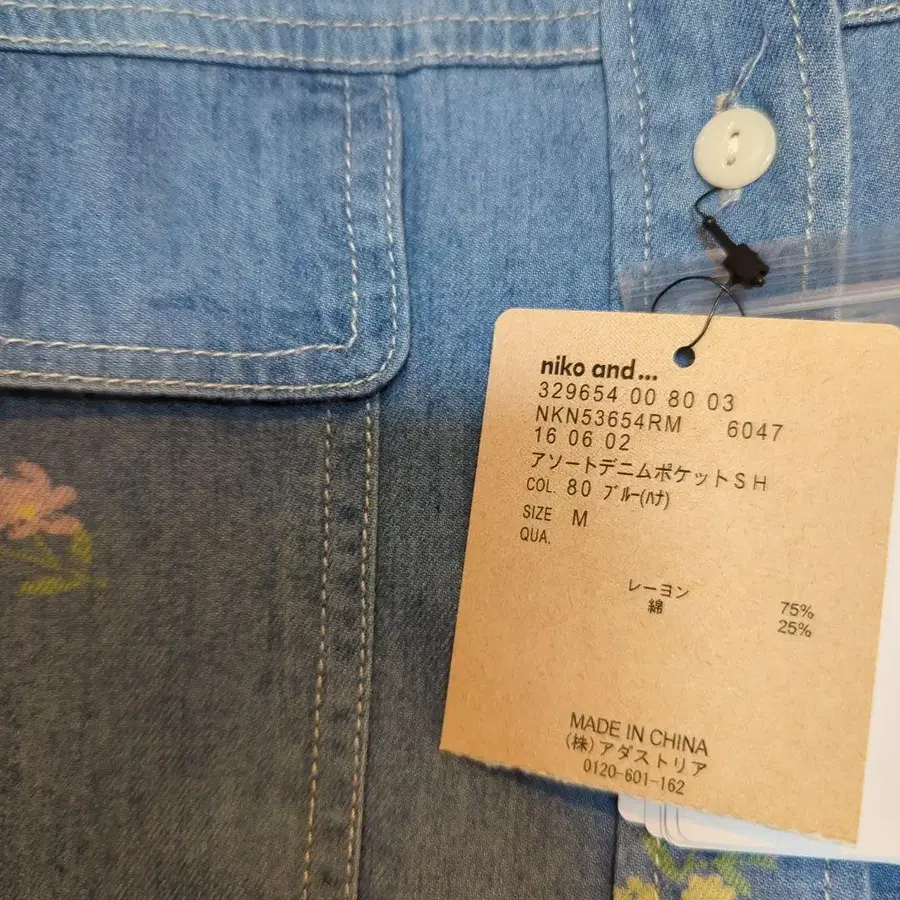 niko and...
329654 00 80 03
NKN53654RM 6047
16 06 02
アソートデニムポケットSH
COL. 80 ブルー(ハナ)
SIZE M
QUA.
レーヨン 75%
綿 25%
MADE IN CHINA
(株)アダストリア
0120-601-162